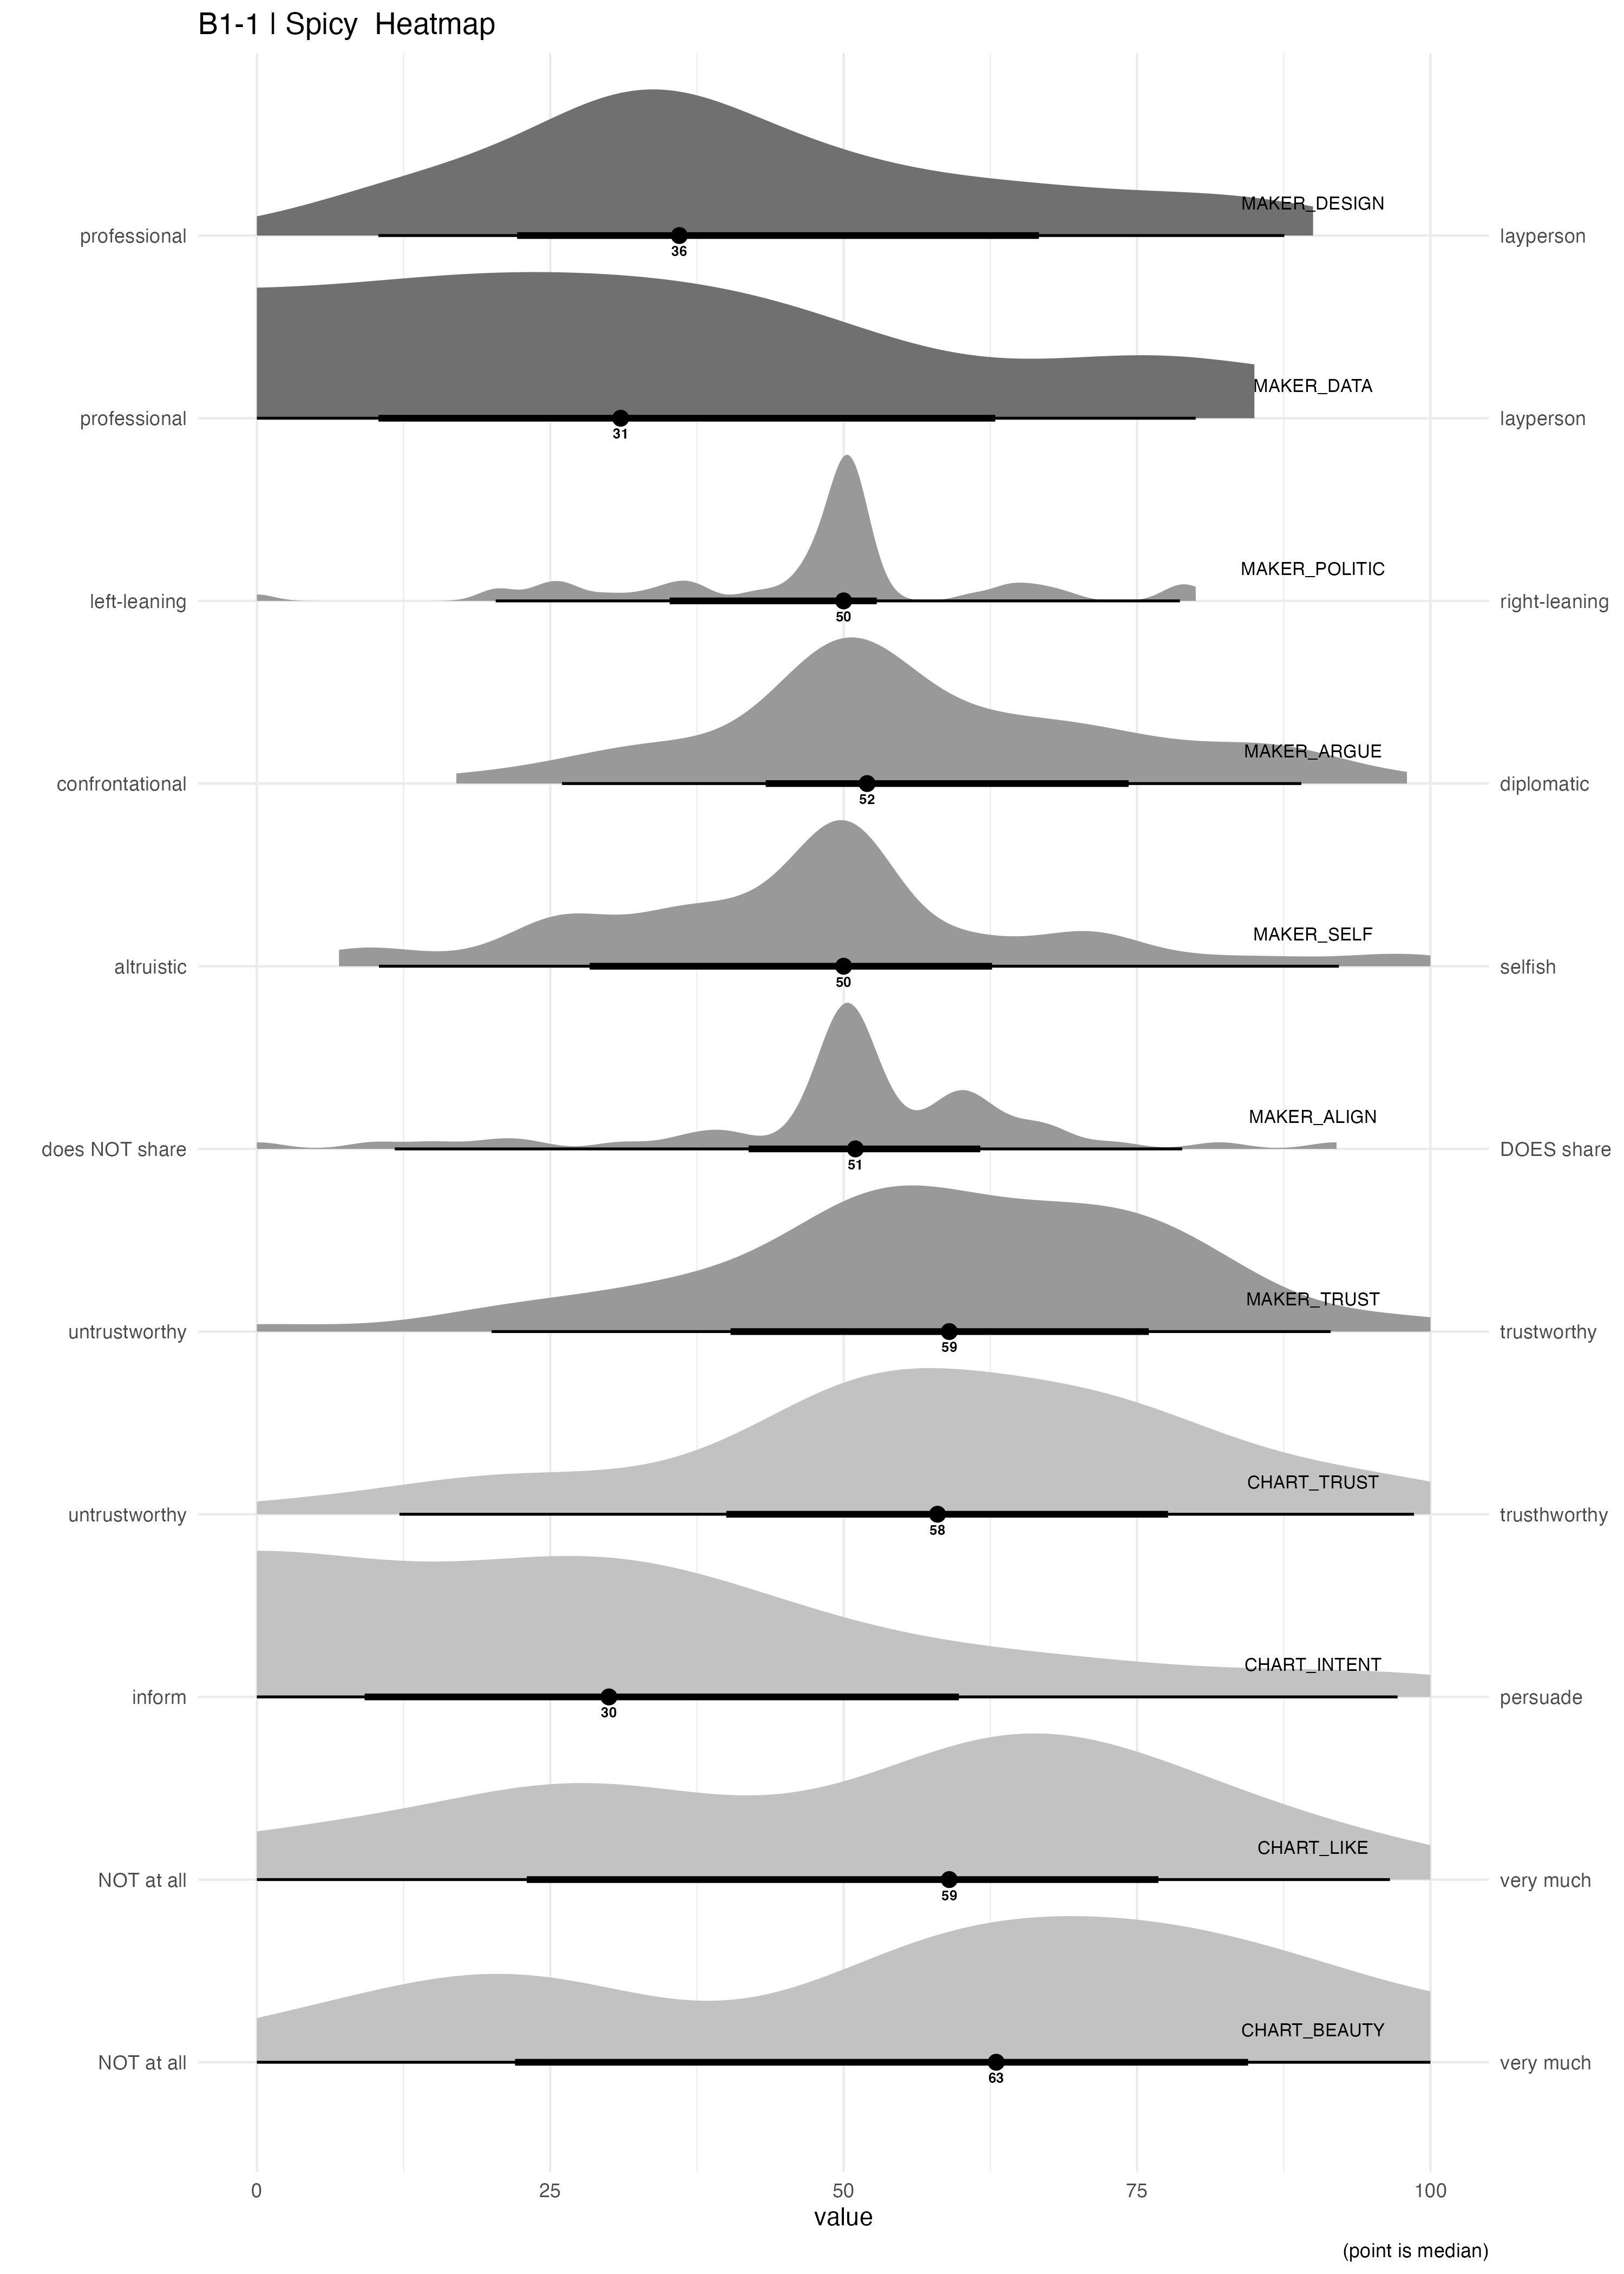 B1-1 | Spicy  Heatmap
MAKER_DESIGN
professional
layperson
36
MAKER_DATA
professional
layperson
31
MAKER_POLITIC
left-leaning
right-leaning
50
MAKER_ARGUE
confrontational
diplomatic
52
MAKER_SELF
altruistic
selfish
50
MAKER_ALIGN
does NOT share
DOES share
51
MAKER_TRUST
untrustworthy
trustworthy
59
CHART_TRUST
untrustworthy
trusthworthy
58
CHART_INTENT
inform
persuade
30
CHART_LIKE
NOT at all
very much
59
CHART_BEAUTY
NOT at all
very much
63
0 25 50 75 100
value
(point is median)